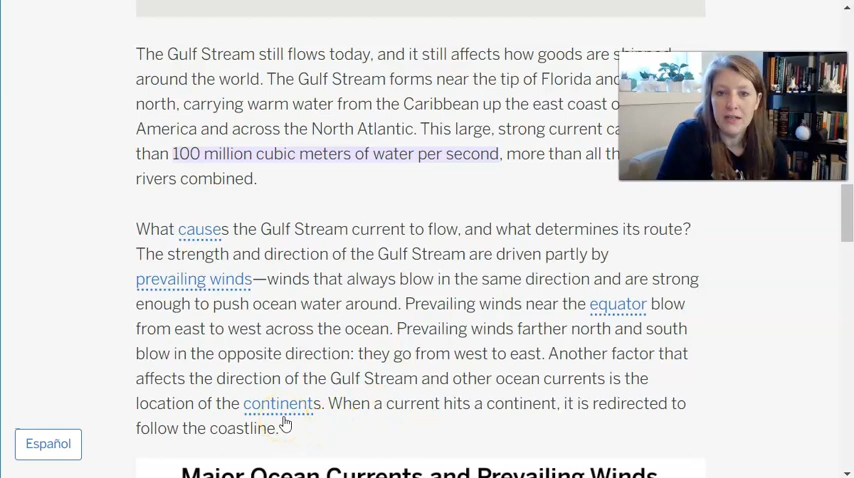 The Gulf Stream still flows today, and it still affects how goods are shipped
around the world. The Gulf Stream forms near the tip of Florida and
north, carrying warm water from the Caribbean up the east coast o
America and across the North Atlantic. This large, strong current ca
than 100 million cubic meters of water per second, more than all th
rivers combined.
What causes the Gulf Stream current to flow, and what determines its route?
The strength and direction of the Gulf Stream are driven partly by
prevailing winds—winds that always blow in the same direction and are strong
enough to push ocean water around. Prevailing winds near the equator blow
from east to west across the ocean. Prevailing winds farther north and south
blow in the opposite direction: they go from west to east. Another factor that
affects the direction of the Gulf Stream and other ocean currents is the
location of the continents. When a current hits a continent, it is redirected to
follow the coastline.
Español
Major Ocean Currents and Prevailing Winds